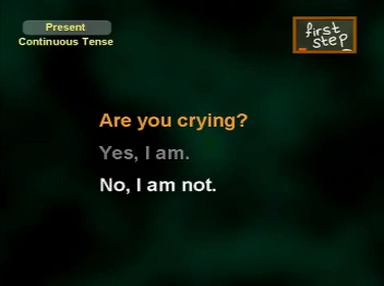 Present
Continuous Tense
first
step
Are you crying?
Yes, I am.
No, I am not.